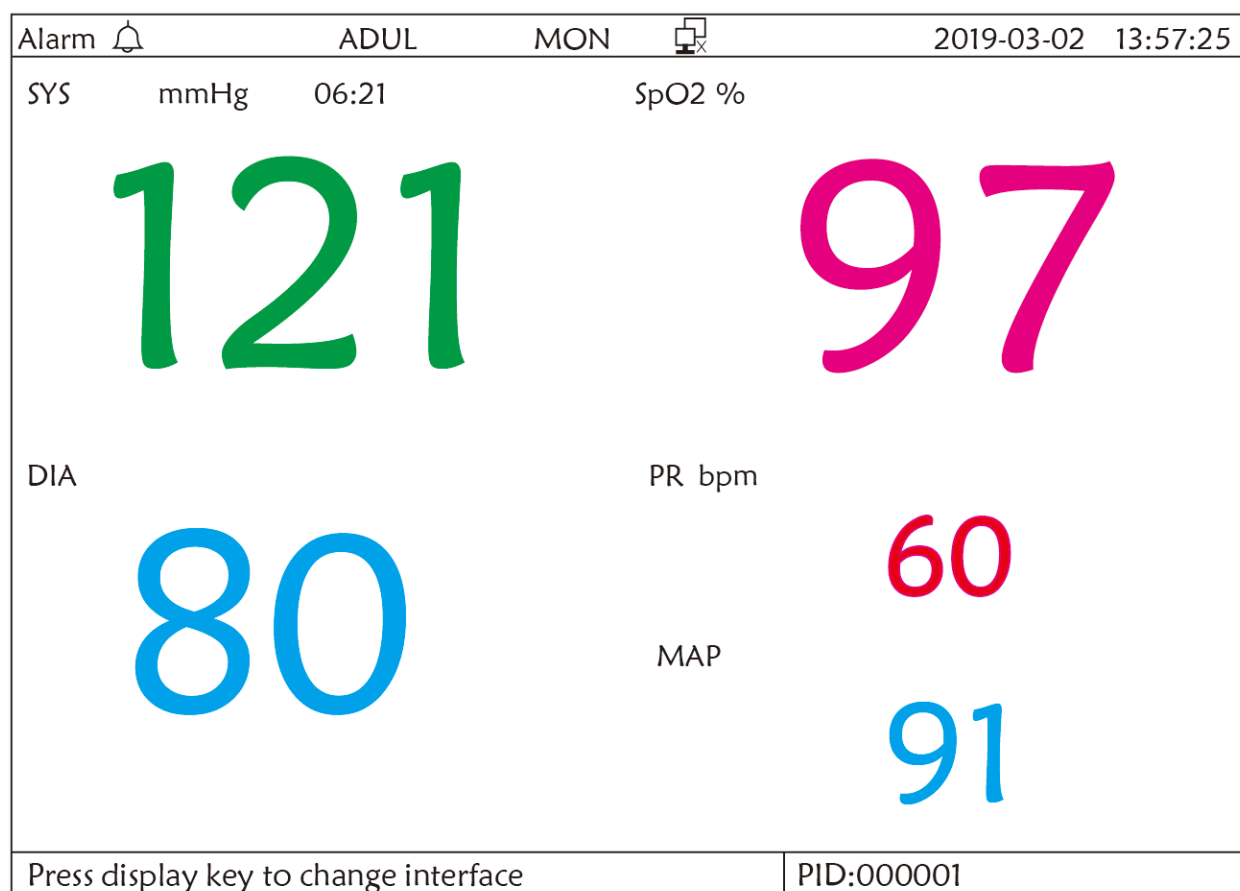 Alarm ADUL MON 2019-03-02 13:57:25
SYS mmHg 06:21 SpO2 %
121 97
DIA PR bpm
80 60
MAP
91
Press display key to change interface PID:000001